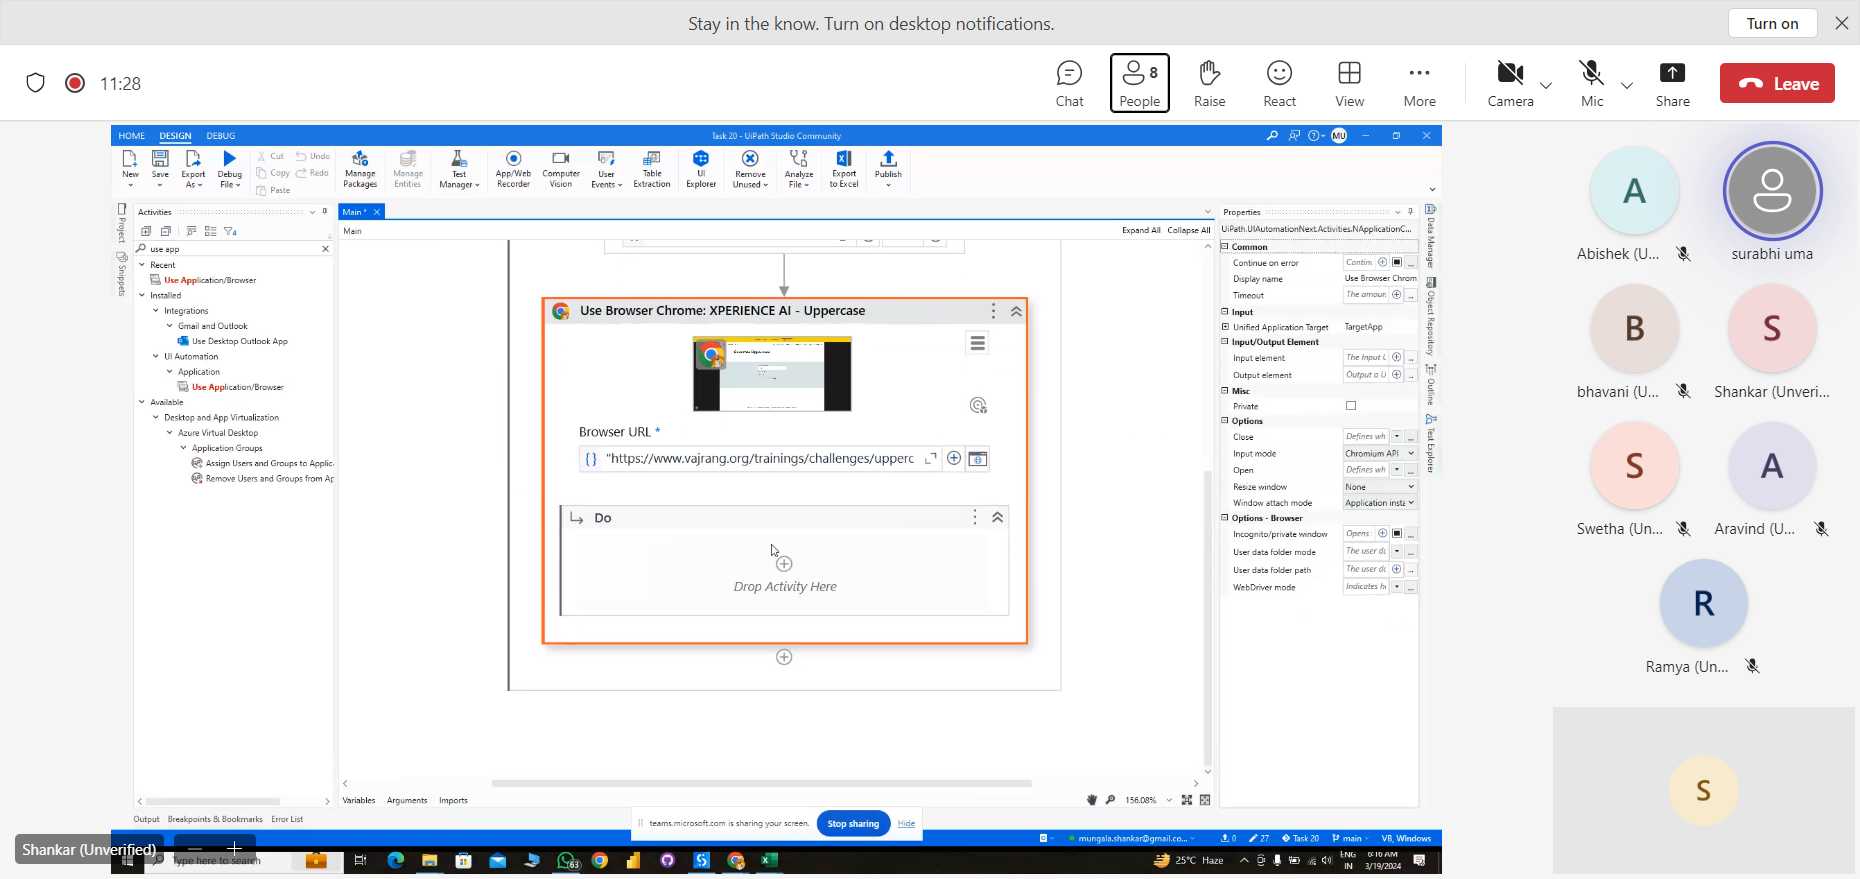 Stay in the know. Turn on desktop notifications.
Turn on
11:28
Chat
People
8
Raise
React
View
More
Camera
Mic
Share
Leave
HOME
DESIGN
DEBUG
Task 20 - UiPath Studio Community
MU
New
Save
Export As
Debug File
Cut
Copy
Paste
Undo
Redo
Manage Packages
Manage Entities
Test Manager
App/Web Recorder
Computer Vision
User Events
Table Extraction
UI Explorer
Remove Unused
Analyze File
Export to Excel
Publish
Project
Snippets
Activities
use app
Recent
Use Application/Browser
Installed
Integrations
Gmail and Outlook
Use Desktop Outlook App
UI Automation
Application
Use Application/Browser
Available
Desktop and App Virtualization
Azure Virtual Desktop
Application Groups
Assign Users and Groups to Applic
Remove Users and Groups from Ap
Main *
Main
Expand All
Collapse All
Use Browser Chrome: XPERIENCE AI - Uppercase
Browser URL *
"https://www.vajrang.org/trainings/challenges/upperc
Do
Drop Activity Here
Variables
Arguments
Imports
156.08%
Properties
UiPath.UIAutomationNext.Activities.NApplicationC...
Common
Continue on error
Contin
Display name
Use Browser Chrom
Timeout
The amoun
Input
Unified Application Target
TargetApp
Input/Output Element
Input element
The Input U
Output element
Output a U
Misc
Private
Options
Close
Defines wh
Input mode
Chromium API
Open
Defines wh
Resize window
None
Window attach mode
Application insta
Options - Browser
Incognito/private window
Opens
User data folder mode
The user da
User data folder path
The user da
WebDriver mode
Indicates h
Data Manager
Object Repository
Outline
Test Explorer
Output
Breakpoints & Bookmarks
Error List
teams.microsoft.com is sharing your screen.
Stop sharing
Hide
mungala.shankar@gmail.co...
0
27
Task 20
main
VB, Windows
Shankar (Unverified)
Type here to search
63
25°C Haze
ENG
IN
6:16 AM
3/19/2024
A
Abishek (U...
surabhi uma
B
bhavani (U...
S
Shankar (Unveri...
S
Swetha (Un...
A
Aravind (U...
R
Ramya (Un...
S